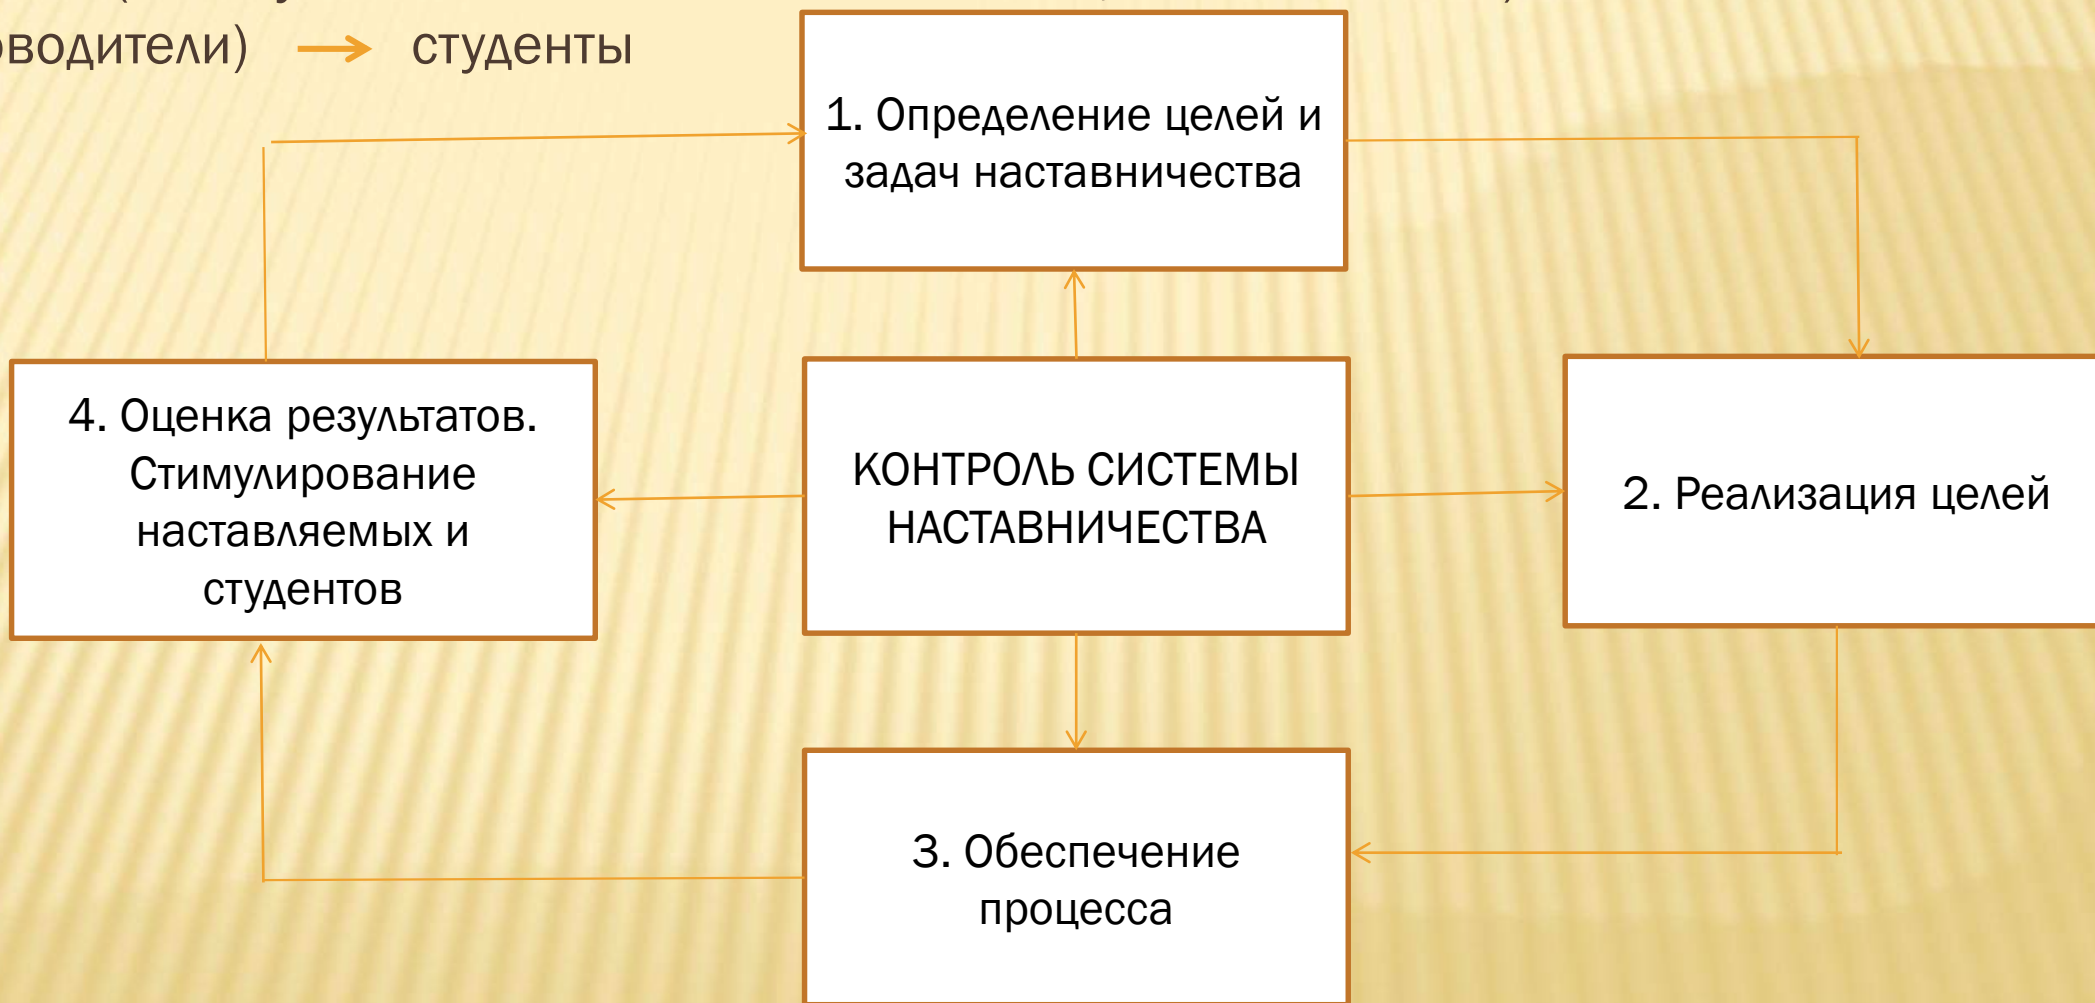 студенты
1. Определение целей и
задач наставничества
4. Оценка результатов.
Стимулирование
наставляемых и
студентов
КОНТРОЛЬ СИСТЕМЫ
НАСТАВНИЧЕСТВА
2. Реализация целей
3. Обеспечение
процесса